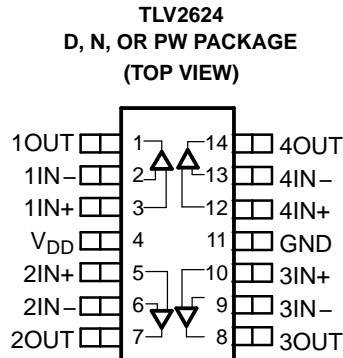 TLV2624
D, N, OR PW PACKAGE
(TOP VIEW)
1OUT 1 14 4OUT
1IN− 2 13 4IN−
1IN+ 3 12 4IN+
VDD 4 11 GND
2IN+ 5 10 3IN+
2IN− 6 9 3IN−
2OUT 7 8 3OUT